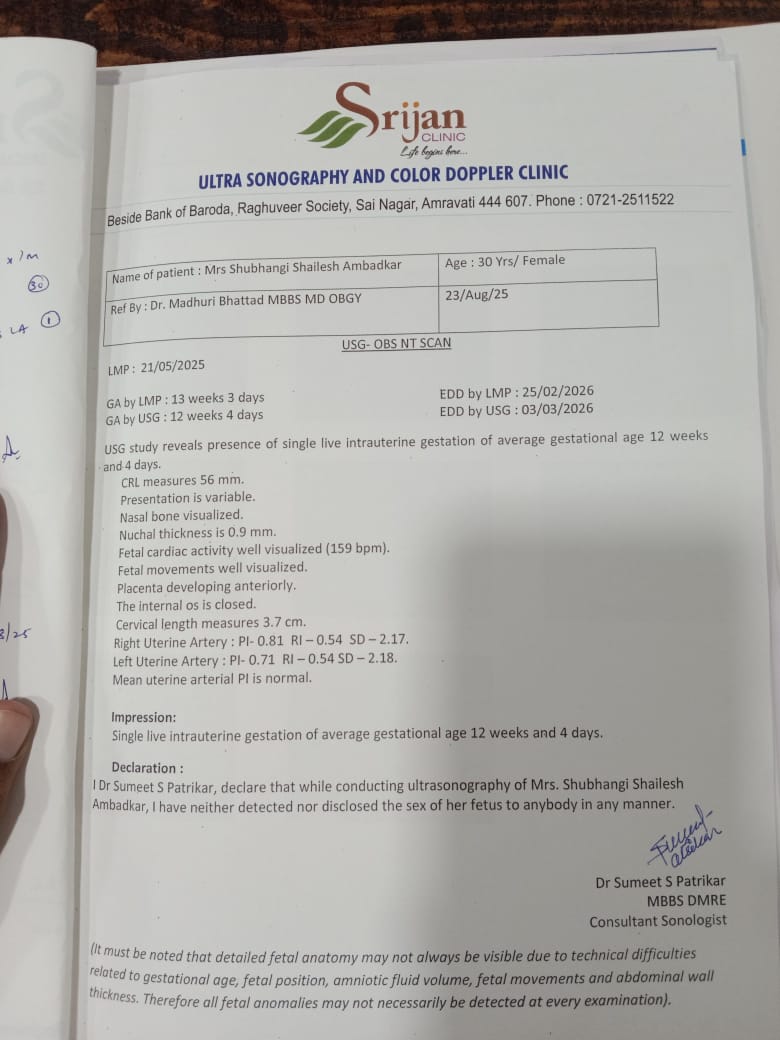 Srijan
CLINIC
Life begins here...
ULTRA SONOGRAPHY AND COLOR DOPPLER CLINIC
Beside Bank of Baroda, Raghuveer Society, Sai Nagar, Amravati 444 607. Phone : 0721-2511522
Name of patient : Mrs Shubhangi Shailesh Ambadkar Age : 30 Yrs/ Female
Ref By : Dr. Madhuri Bhattad MBBS MD OBGY 23/Aug/25
USG- OBS NT SCAN
LMP : 21/05/2025
GA by LMP : 13 weeks 3 days EDD by LMP : 25/02/2026
GA by USG : 12 weeks 4 days EDD by USG : 03/03/2026
USG study reveals presence of single live intrauterine gestation of average gestational age 12 weeks
and 4 days.
CRL measures 56 mm.
Presentation is variable.
Nasal bone visualized.
Nuchal thickness is 0.9 mm.
Fetal cardiac activity well visualized (159 bpm).
Fetal movements well visualized.
Placenta developing anteriorly.
The internal os is closed.
Cervical length measures 3.7 cm.
Right Uterine Artery : PI- 0.81 RI – 0.54 SD – 2.17.
Left Uterine Artery : PI- 0.71 RI – 0.54 SD – 2.18.
Mean uterine arterial PI is normal.
Impression:
Single live intrauterine gestation of average gestational age 12 weeks and 4 days.
Declaration :
I Dr Sumeet S Patrikar, declare that while conducting ultrasonography of Mrs. Shubhangi Shailesh
Ambadkar, I have neither detected nor disclosed the sex of her fetus to anybody in any manner.
Dr Sumeet S Patrikar
MBBS DMRE
Consultant Sonologist
(It must be noted that detailed fetal anatomy may not always be visible due to technical difficulties
related to gestational age, fetal position, amniotic fluid volume, fetal movements and abdominal wall
thickness. Therefore all fetal anomalies may not necessarily be detected at every examination).